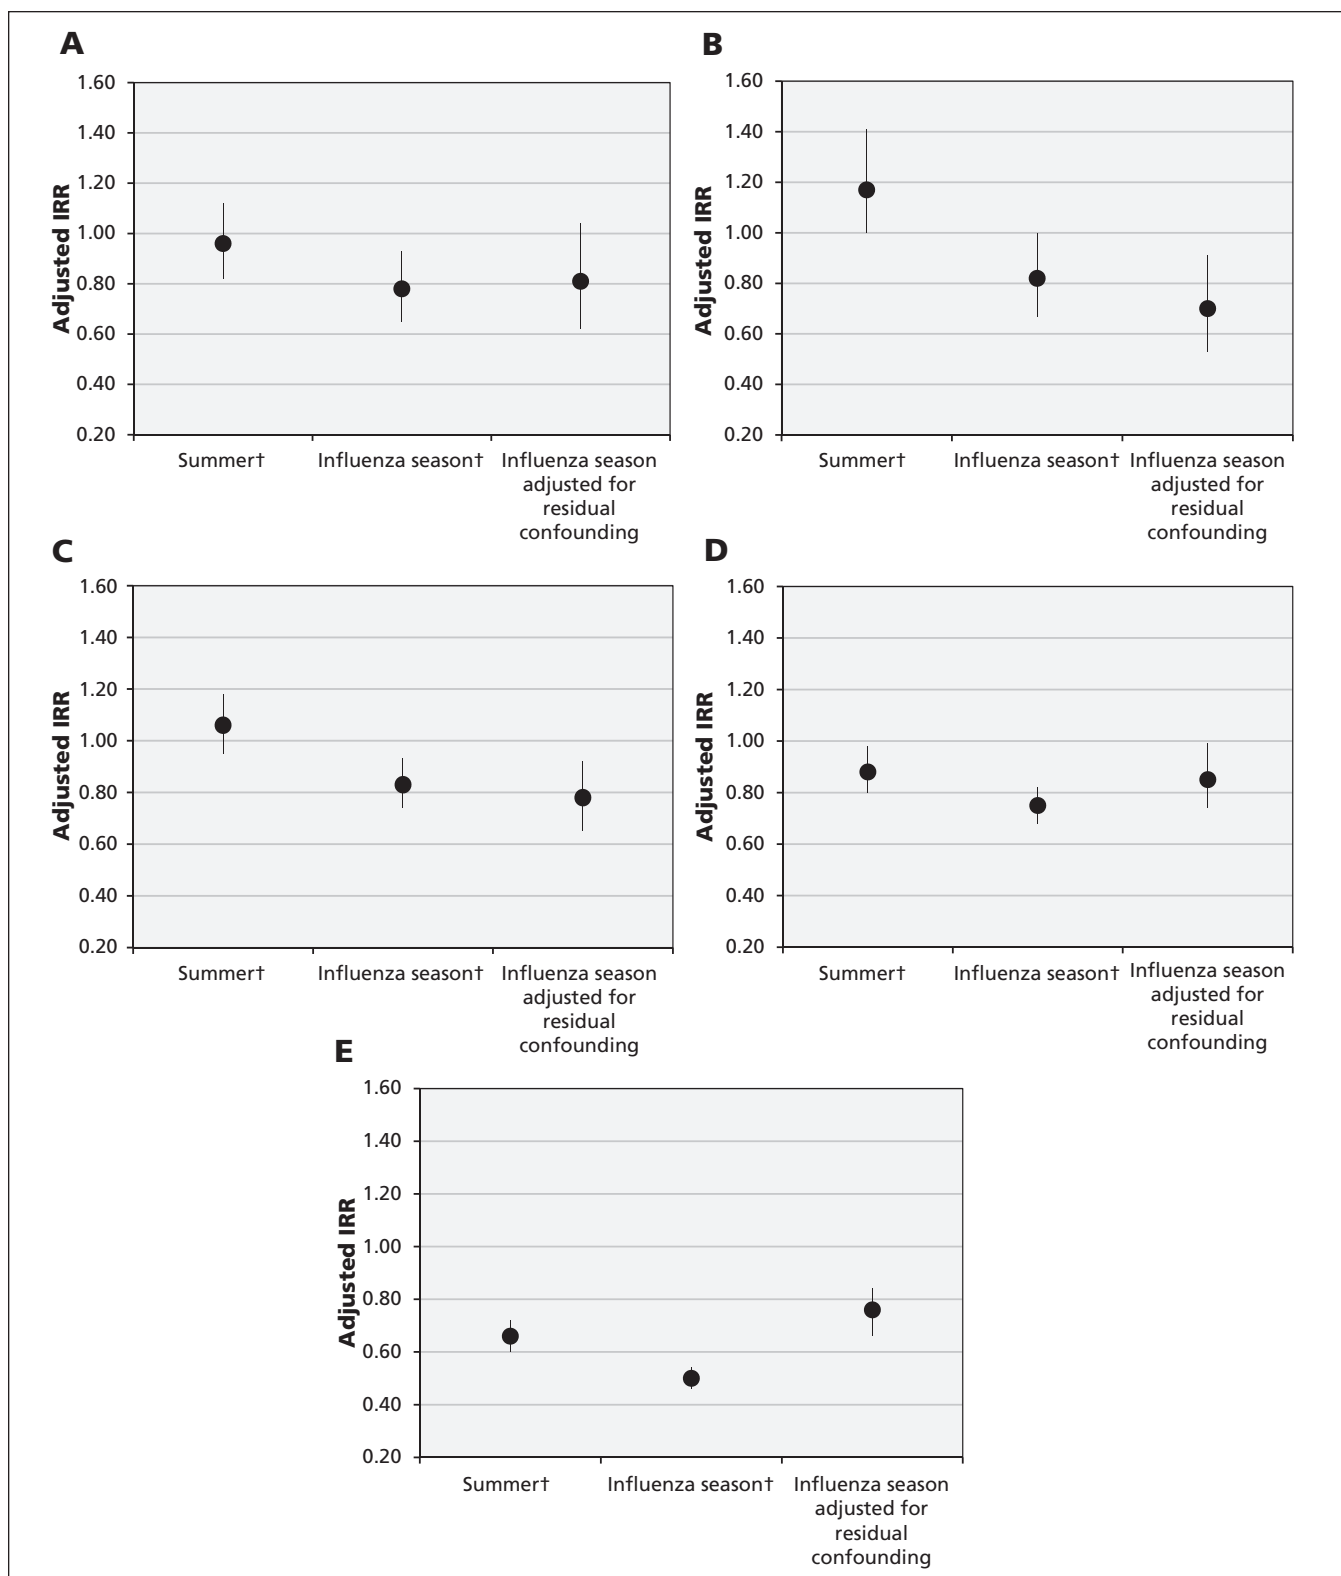 A
1.60
1.40
1.20
1.00
0.80
0.60
0.40
0.20
Adjusted IRR
Summer†
Influenza season†
Influenza season
adjusted for
residual
confounding
B
1.60
1.40
1.20
1.00
0.80
0.60
0.40
0.20
Adjusted IRR
Summer†
Influenza season†
Influenza season
adjusted for
residual
confounding
C
1.60
1.40
1.20
1.00
0.80
0.60
0.40
0.20
Adjusted IRR
Summer†
Influenza season†
Influenza season
adjusted for
residual
confounding
D
1.60
1.40
1.20
1.00
0.80
0.60
0.40
0.20
Adjusted IRR
Summer†
Influenza season†
Influenza season
adjusted for
residual
confounding
E
1.60
1.40
1.20
1.00
0.80
0.60
0.40
0.20
Adjusted IRR
Summer†
Influenza season†
Influenza season
adjusted for
residual
confounding